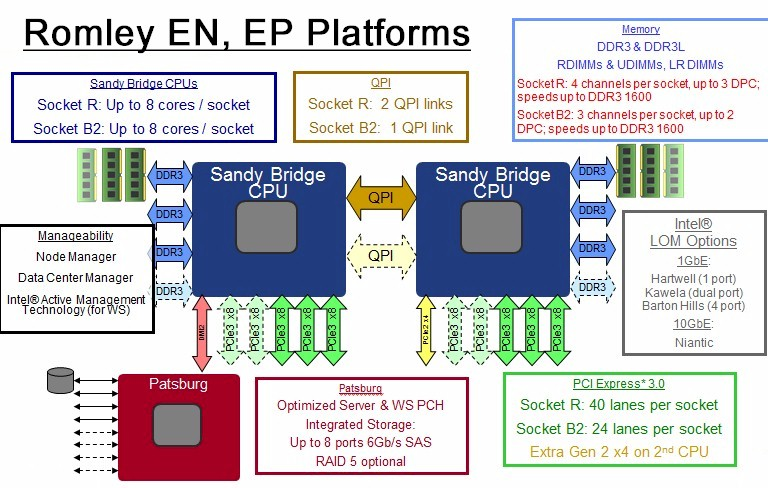 Romley EN, EP Platforms
Sandy Bridge CPUs
Socket R: Up to 8 cores / socket
Socket B2: Up to 8 cores / socket
QPI
Socket R: 2 QPI links
Socket B2: 1 QPI link
Memory
DDR3 & DDR3L
RDIMMs & UDIMMs, LR DIMMs
Socket R: 4 channels per socket, up to 3 DPC;
speeds up to DDR3 1600
Socket B2: 3 channels per socket, up to 2
DPC; speeds up to DDR3 1600
DDR3
DDR3
DDR3
DDR3
Sandy Bridge
CPU
QPI
QPI
Sandy Bridge
CPU
DDR3
DDR3
DDR3
DDR3
Manageability
Node Manager
Data Center Manager
Intel® Active Management
Technology (for WS)
Intel®
LOM Options
1GbE:
Hartwell (1 port)
Kawela (dual port)
Barton Hills (4 port)
10GbE:
Niantic
DMI2
PCIe3 x8
PCIe3 x8
PCIe3 x8
PCIe3 x8
PCIe3 x8
PCIe2 x4
PCIe3 x8
PCIe3 x8
PCIe3 x8
PCIe3 x8
PCIe3 x8
Patsburg
Patsburg
Optimized Server & WS PCH
Integrated Storage:
Up to 8 ports 6Gb/s SAS
RAID 5 optional
PCI Express* 3.0
Socket R: 40 lanes per socket
Socket B2: 24 lanes per socket
Extra Gen 2 x4 on 2nd CPU